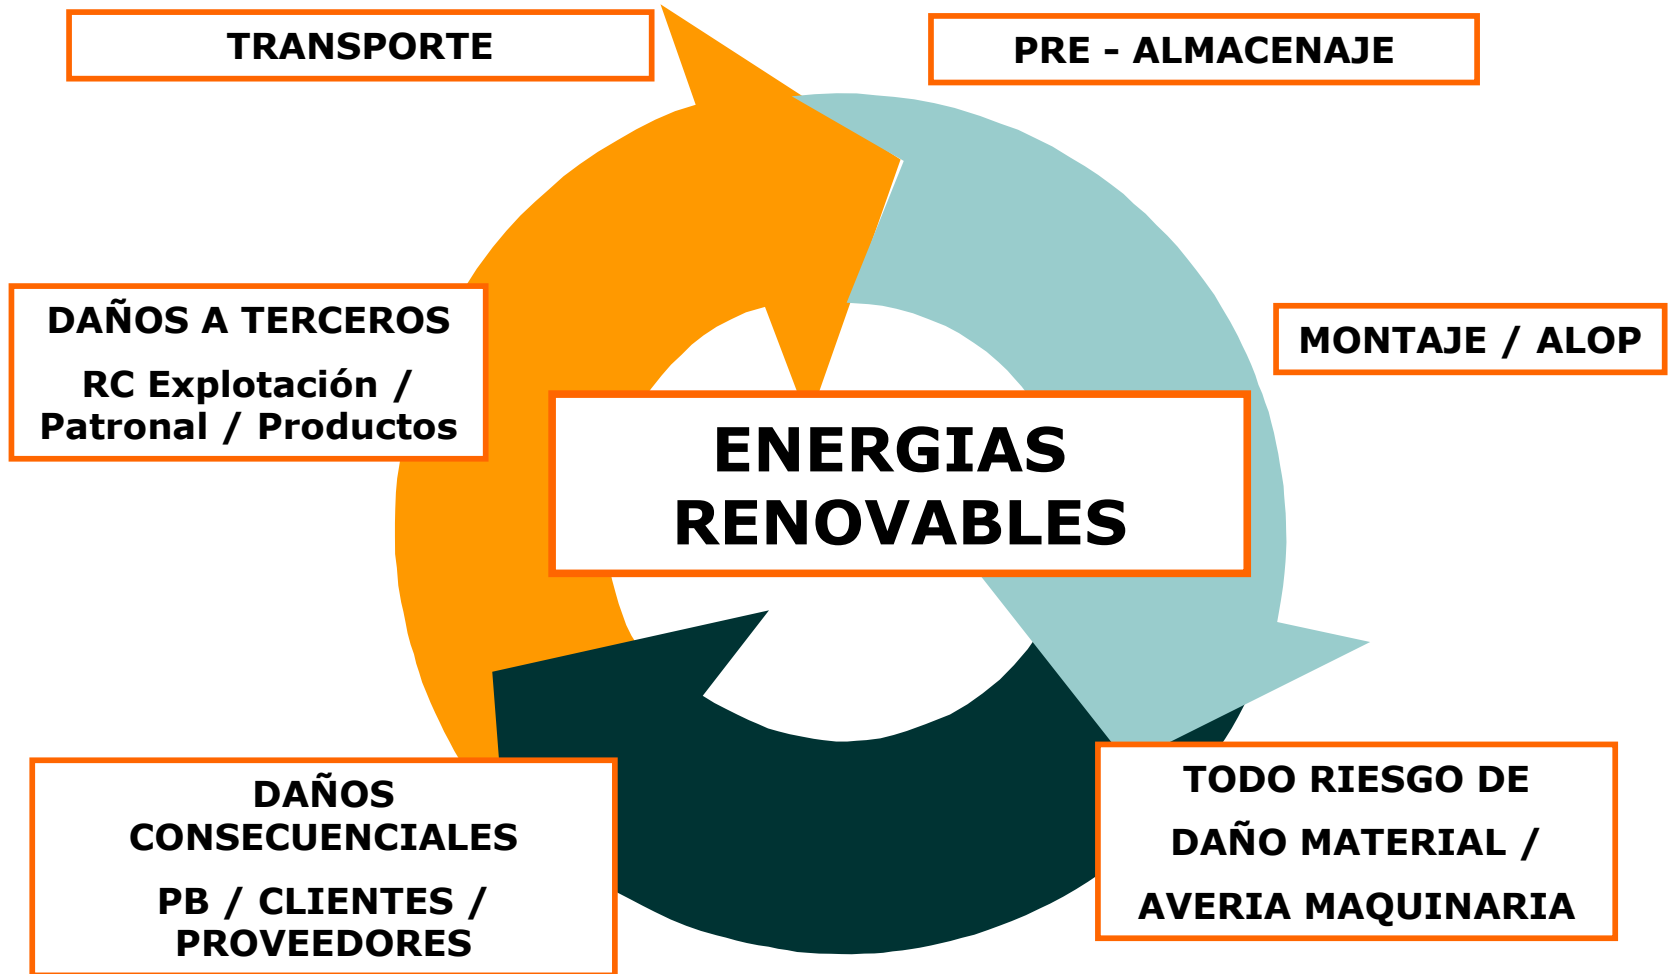 TRANSPORTE
PRE - ALMACENAJE
DAÑOS A TERCEROS
RC Explotación /
Patronal / Productos
MONTAJE / ALOP
ENERGIAS
RENOVABLES
DAÑOS
CONSECUENCIALES
PB / CLIENTES /
PROVEEDORES
TODO RIESGO DE
DAÑO MATERIAL /
AVERIA MAQUINARIA